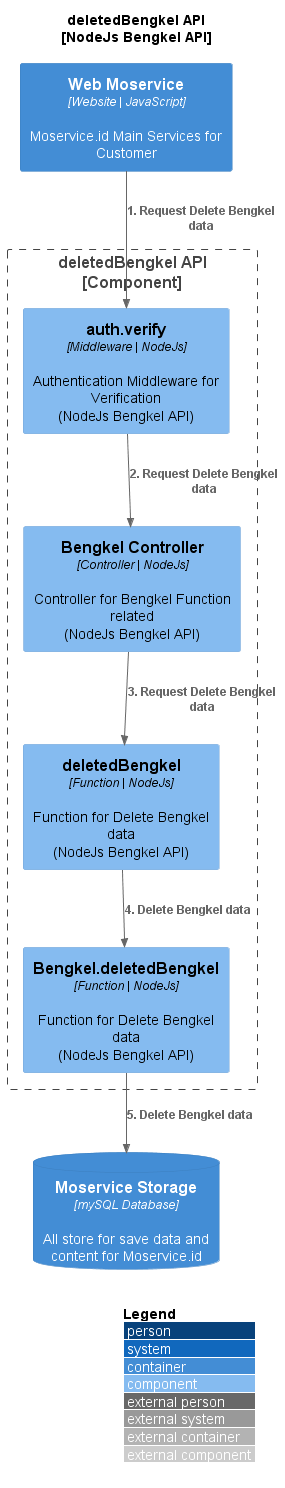 deletedBengkel API
[NodeJs Bengkel API]
Web Moservice
[Website | JavaScript]
Moservice.id Main Services for
Customer
1. Request Delete Bengkel
data
deletedBengkel API
[Component]
auth.verify
[Middleware | NodeJs]
Authentication Middleware for
Verification
(NodeJs Bengkel API)
2. Request Delete Bengkel
data
Bengkel Controller
[Controller | NodeJs]
Controller for Bengkel Function
related
(NodeJs Bengkel API)
3. Request Delete Bengkel
data
deletedBengkel
[Function | NodeJs]
Function for Delete Bengkel
data
(NodeJs Bengkel API)
4. Delete Bengkel data
Bengkel.deletedBengkel
[Function | NodeJs]
Function for Delete Bengkel
data
(NodeJs Bengkel API)
5. Delete Bengkel data
Moservice Storage
[mySQL Database]
All store for save data and
content for Moservice.id
Legend
person
system
container
component
external person
external system
external container
external component